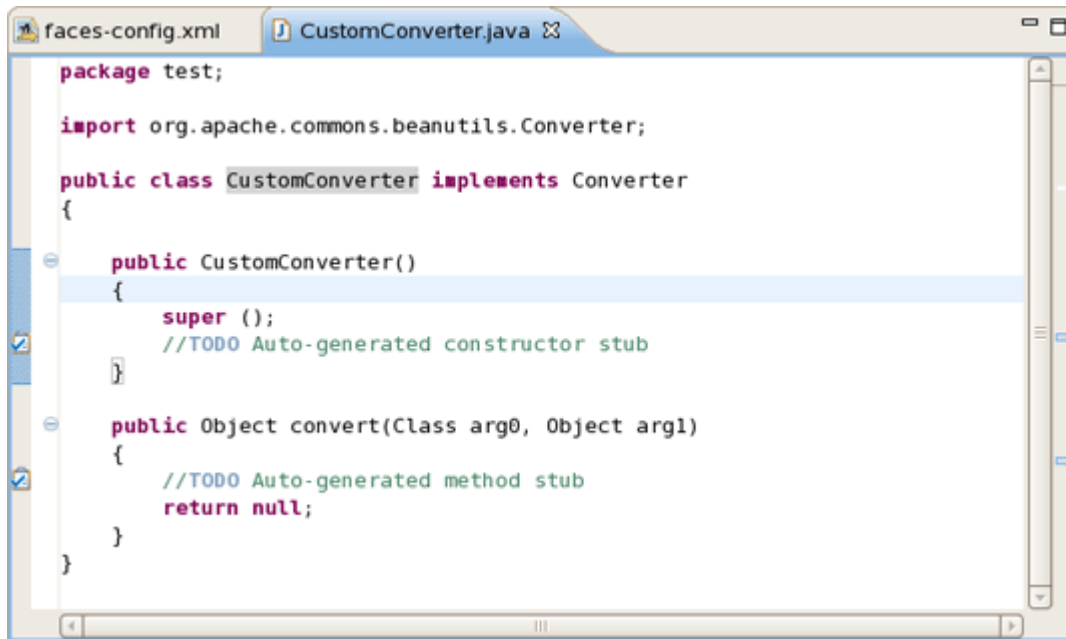 faces-config.xml
CustomConverter.java
package test;
import org.apache.commons.beanutils.Converter;
public class CustomConverter implements Converter
{
public CustomConverter()
{
super ();
//TODO Auto-generated constructor stub
}
public Object convert(Class arg0, Object arg1)
{
//TODO Auto-generated method stub
return null;
}
}